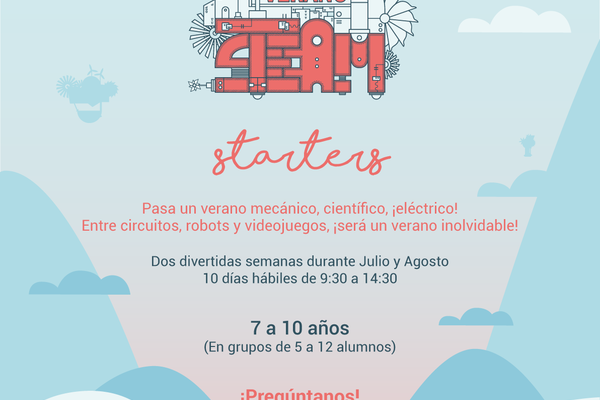 VERANO
STEAM
starters
Pasa un verano mecánico, científico, ¡eléctrico!
Entre circuitos, robots y videojuegos, ¡será un verano inolvidable!
Dos divertidas semanas durante Julio y Agosto
10 días hábiles de 9:30 a 14:30
7 a 10 años
(En grupos de 5 a 12 alumnos)
¡Pregúntanos!